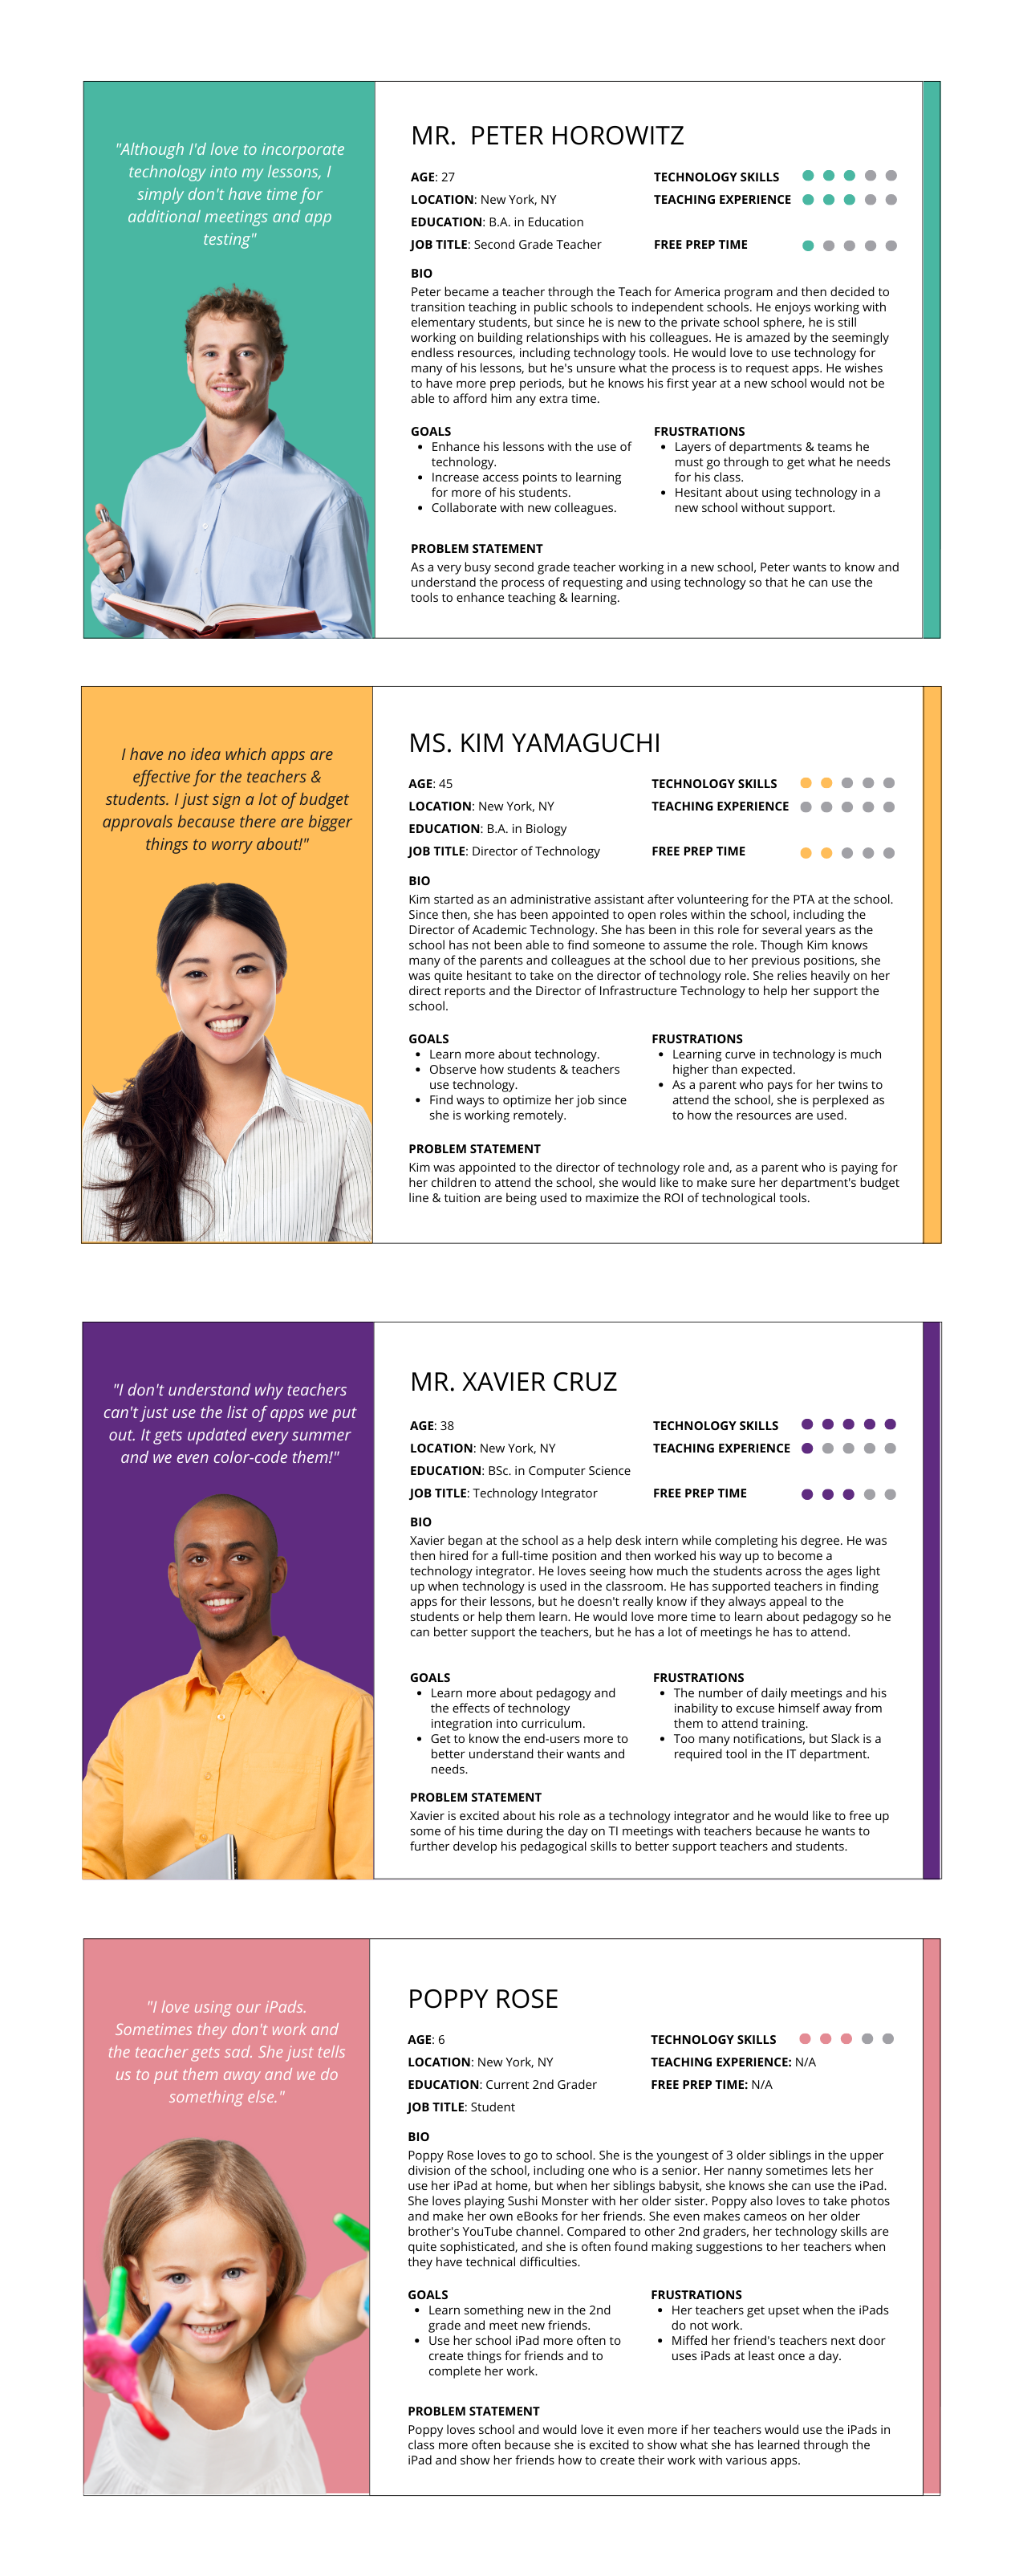 "Although I'd love to incorporate
technology into my lessons, I
simply don't have time for
additional meetings and app
testing"
MR. PETER HOROWITZ
AGE: 27
LOCATION: New York, NY
EDUCATION: B.A. in Education
JOB TITLE: Second Grade Teacher
TECHNOLOGY SKILLS
TEACHING EXPERIENCE
FREE PREP TIME
BIO
Peter became a teacher through the Teach for America program and then decided to
transition teaching in public schools to independent schools. He enjoys working with
elementary students, but since he is new to the private school sphere, he is still
working on building relationships with his colleagues. He is amazed by the seemingly
endless resources, including technology tools. He would love to use technology for
many of his lessons, but he's unsure what the process is to request apps. He wishes
to have more prep periods, but he knows his first year at a new school would not be
able to afford him any extra time.
GOALS
• Enhance his lessons with the use of
technology.
• Increase access points to learning
for more of his students.
• Collaborate with new colleagues.
FRUSTRATIONS
• Layers of departments & teams he
must go through to get what he needs
for his class.
• Hesitant about using technology in a
new school without support.
PROBLEM STATEMENT
As a very busy second grade teacher working in a new school, Peter wants to know and
understand the process of requesting and using technology so that he can use the
tools to enhance teaching & learning.
I have no idea which apps are
effective for the teachers &
students. I just sign a lot of budget
approvals because there are bigger
things to worry about!"
MS. KIM YAMAGUCHI
AGE: 45
LOCATION: New York, NY
EDUCATION: B.A. in Biology
JOB TITLE: Director of Technology
TECHNOLOGY SKILLS
TEACHING EXPERIENCE
FREE PREP TIME
BIO
Kim started as an administrative assistant after volunteering for the PTA at the school.
Since then, she has been appointed to open roles within the school, including the
Director of Academic Technology. She has been in this role for several years as the
school has not been able to find someone to assume the role. Though Kim knows
many of the parents and colleagues at the school due to her previous positions, she
was quite hesitant to take on the director of technology role. She relies heavily on her
direct reports and the Director of Infrastructure Technology to help her support the
school.
GOALS
• Learn more about technology.
• Observe how students & teachers
use technology.
• Find ways to optimize her job since
she is working remotely.
FRUSTRATIONS
• Learning curve in technology is much
higher than expected.
• As a parent who pays for her twins to
attend the school, she is perplexed as
to how the resources are used.
PROBLEM STATEMENT
Kim was appointed to the director of technology role and, as a parent who is paying for
her children to attend the school, she would like to make sure her department's budget
line & tuition are being used to maximize the ROI of technological tools.
"I don't understand why teachers
can't just use the list of apps we put
out. It gets updated every summer
and we even color-code them!"
MR. XAVIER CRUZ
AGE: 38
LOCATION: New York, NY
EDUCATION: BSc. in Computer Science
JOB TITLE: Technology Integrator
TECHNOLOGY SKILLS
TEACHING EXPERIENCE
FREE PREP TIME
BIO
Xavier began at the school as a help desk intern while completing his degree. He was
then hired for a full-time position and then worked his way up to become a
technology integrator. He loves seeing how much the students across the ages light
up when technology is used in the classroom. He has supported teachers in finding
apps for their lessons, but he doesn't really know if they always appeal to the
students or help them learn. He would love more time to learn about pedagogy so he
can better support the teachers, but he has a lot of meetings he has to attend.
GOALS
• Learn more about pedagogy and
the effects of technology
integration into curriculum.
• Get to know the end-users more to
better understand their wants and
needs.
FRUSTRATIONS
• The number of daily meetings and his
inability to excuse himself away from
them to attend training.
• Too many notifications, but Slack is a
required tool in the IT department.
PROBLEM STATEMENT
Xavier is excited about his role as a technology integrator and he would like to free up
some of his time during the day on TI meetings with teachers because he wants to
further develop his pedagogical skills to better support teachers and students.
"I love using our iPads.
Sometimes they don't work and
the teacher gets sad. She just tells
us to put them away and we do
something else."
POPPY ROSE
AGE: 6
LOCATION: New York, NY
EDUCATION: Current 2nd Grader
JOB TITLE: Student
TECHNOLOGY SKILLS
TEACHING EXPERIENCE: N/A
FREE PREP TIME: N/A
BIO
Poppy Rose loves to go to school. She is the youngest of 3 older siblings in the upper
division of the school, including one who is a senior. Her nanny sometimes lets her
use her iPad at home, but when her siblings babysit, she knows she can use the iPad.
She loves playing Sushi Monster with her older sister. Poppy also loves to take photos
and make her own eBooks for her friends. She even makes cameos on her older
brother's YouTube channel. Compared to other 2nd graders, her technology skills are
quite sophisticated, and she is often found making suggestions to her teachers when
they have technical difficulties.
GOALS
• Learn something new in the 2nd
grade and meet new friends.
• Use her school iPad more often to
create things for friends and to
complete her work.
FRUSTRATIONS
• Her teachers get upset when the iPads
do not work.
• Miffed her friend's teachers next door
uses iPads at least once a day.
PROBLEM STATEMENT
Poppy loves school and would love it even more if her teachers would use the iPads in
class more often because she is excited to show what she has learned through the
iPad and show her friends how to create their work with various apps.